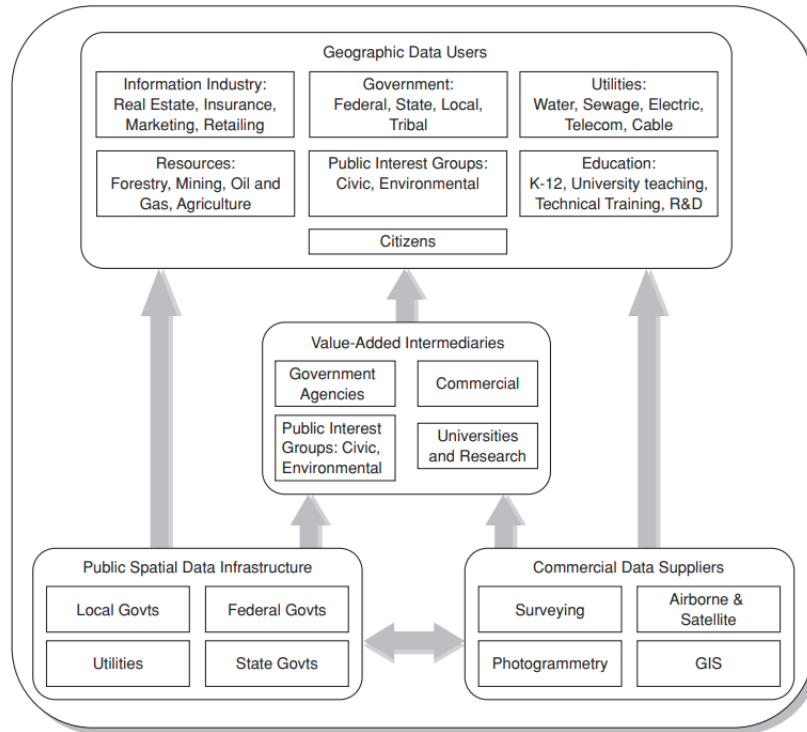 Geographic Data Users
Information Industry:
Real Estate, Insurance,
Marketing, Retailing
Government:
Federal, State, Local,
Tribal
Utilities:
Water, Sewage, Electric,
Telecom, Cable
Resources:
Forestry, Mining, Oil and
Gas, Agriculture
Public Interest Groups:
Civic, Environmental
Education:
K-12, University teaching,
Technical Training, R&D
Citizens
Value-Added Intermediaries
Government
Agencies
Commercial
Public Interest
Groups: Civic,
Environmental
Universities
and Research
Public Spatial Data Infrastructure
Local Govts
Federal Govts
Utilities
State Govts
Commercial Data Suppliers
Surveying
Airborne &
Satellite
Photogrammetry
GIS